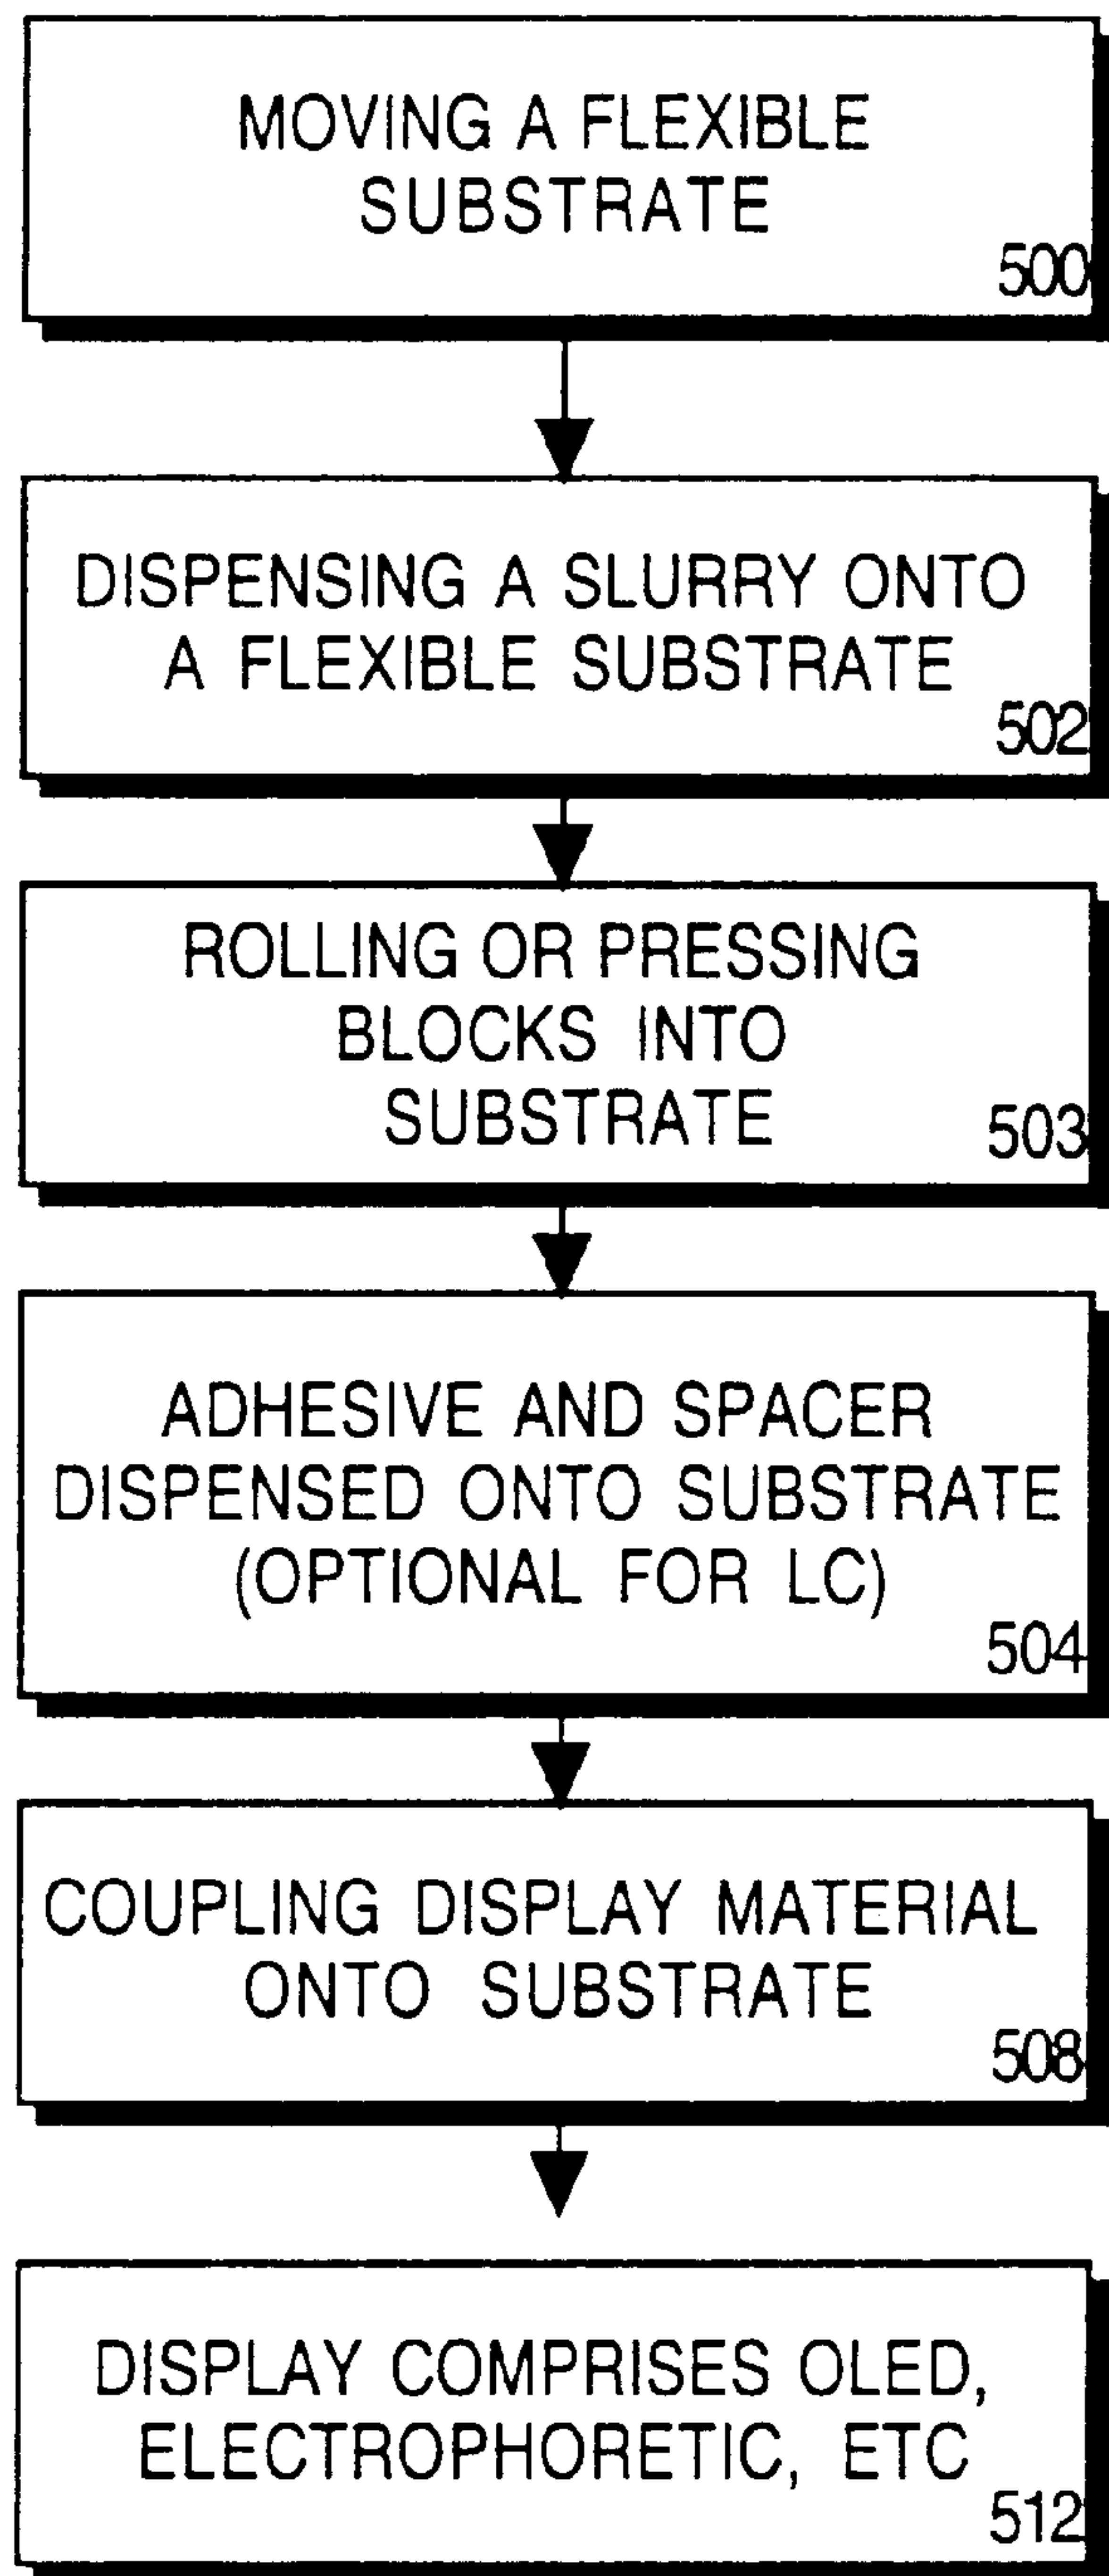 MOVING A FLEXIBLE
SUBSTRATE
500
DISPENSING A SLURRY ONTO
A FLEXIBLE SUBSTRATE
502
ROLLING OR PRESSING
BLOCKS INTO
SUBSTRATE
503
ADHESIVE AND SPACER
DISPENSED ONTO SUBSTRATE
(OPTIONAL FOR LC)
504
COUPLING DISPLAY MATERIAL
ONTO SUBSTRATE
508
DISPLAY COMPRISES OLED,
ELECTROPHORETIC, ETC
512